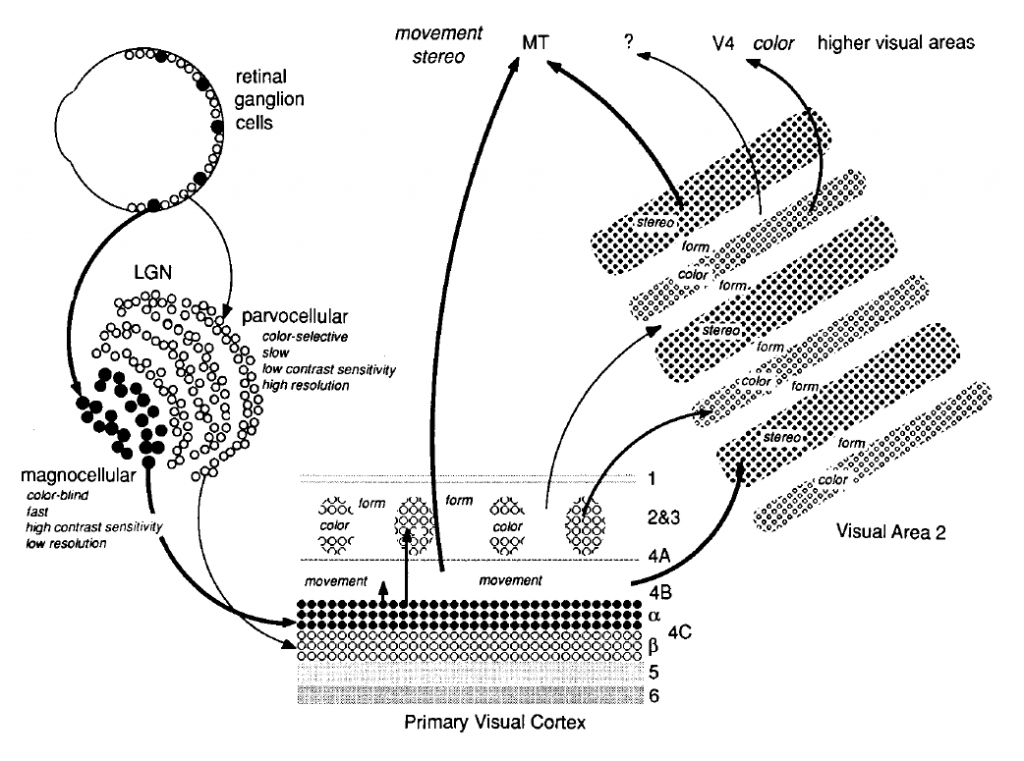 movement
stereo
MT
?
V4 color higher visual areas
retinal
ganglion
cells
LGN
parvocellular
color-selective
slow
low contrast sensitivity
high resolution
magnocellular
color-blind
fast
high contrast sensitivity
low resolution
stereo
form
color
form
stereo
form
color
form
stereo
form
color
Visual Area 2
1
form
form
color
color
2&3
4A
movement
movement
4B
α
4C
β
5
6
Primary Visual Cortex